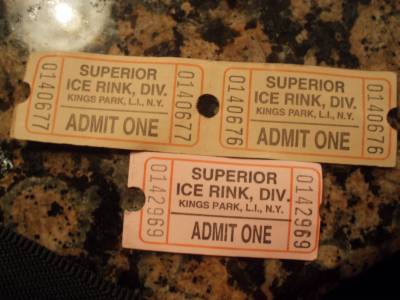 0140677
SUPERIOR
ICE RINK, DIV.
KINGS PARK, L.I., N.Y.
ADMIT ONE
0140677
0140676
SUPERIOR
ICE RINK, DIV.
KINGS PARK, L.I., N.Y.
ADMIT ONE
0140676
0142969
SUPERIOR
ICE RINK, DIV.
KINGS PARK, L.I., N.Y.
ADMIT ONE
0142969